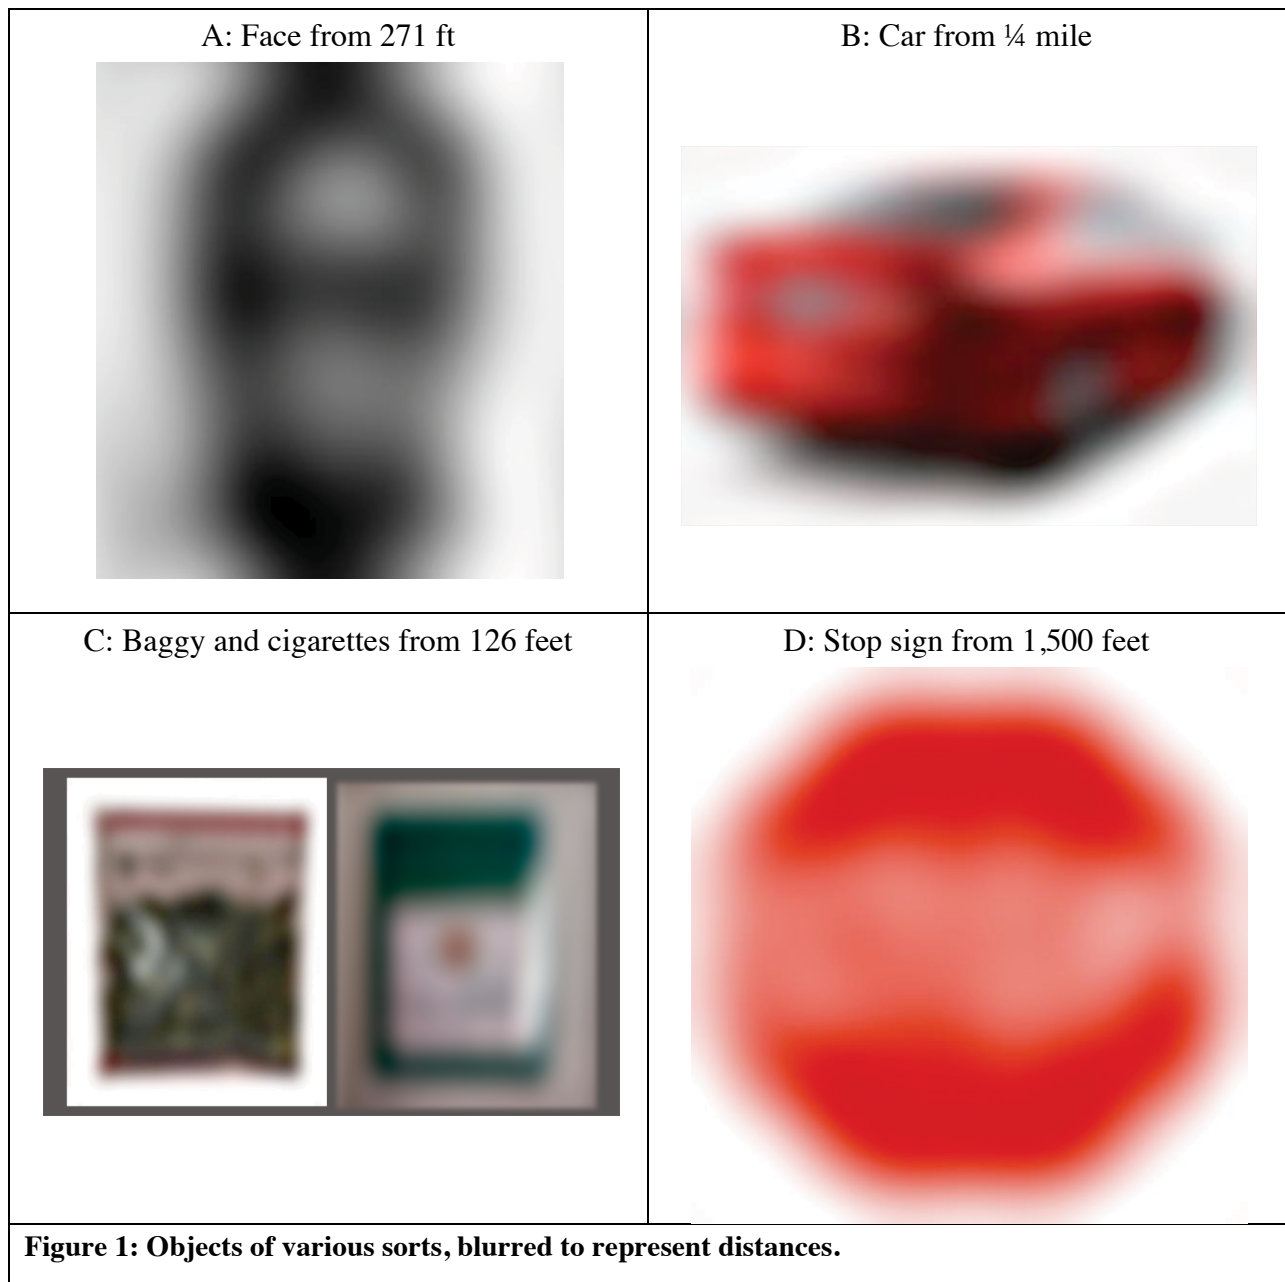 A: Face from 271 ft
B: Car from ¼ mile
C: Baggy and cigarettes from 126 feet
D: Stop sign from 1,500 feet
Figure 1: Objects of various sorts, blurred to represent distances.